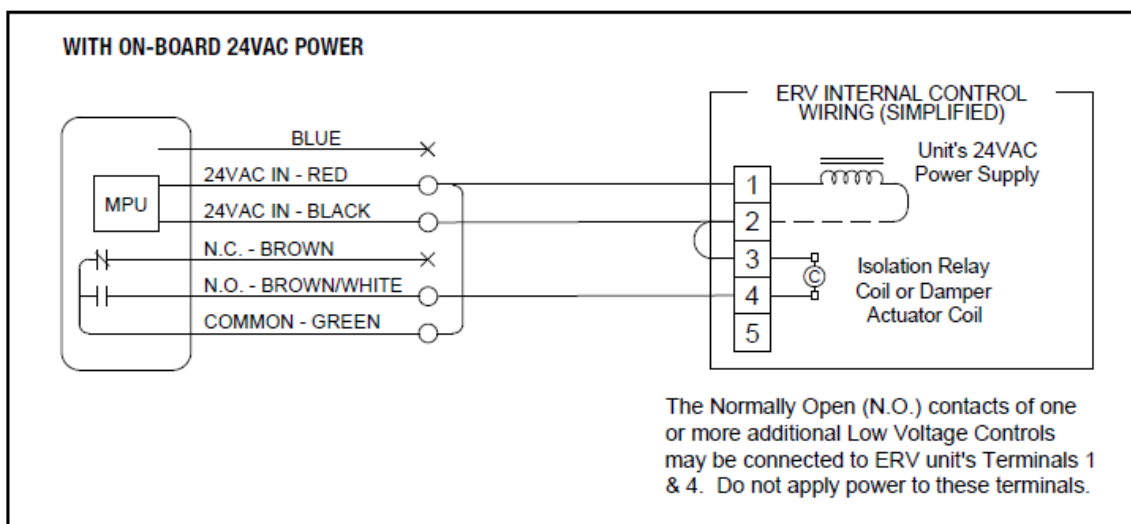 WITH ON-BOARD 24VAC POWER
ERV INTERNAL CONTROL
WIRING (SIMPLIFIED)
BLUE
24VAC IN - RED
MPU
24VAC IN - BLACK
N.C. - BROWN
N.O. - BROWN/WHITE
COMMON - GREEN
Unit's 24VAC
Power Supply
1
2
3
4
5
C
Isolation Relay
Coil or Damper
Actuator Coil
The Normally Open (N.O.) contacts of one
or more additional Low Voltage Controls
may be connected to ERV unit's Terminals 1
& 4. Do not apply power to these terminals.